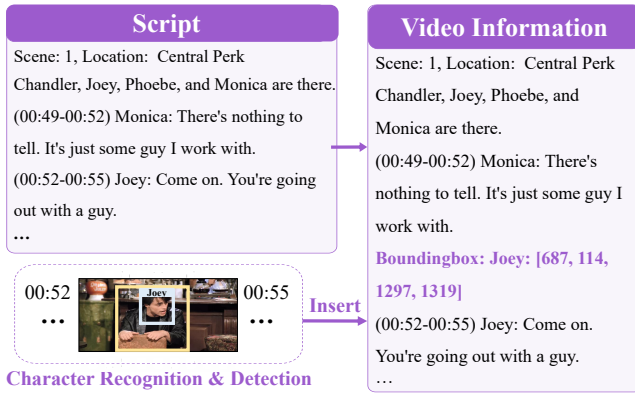 Script
Scene: 1, Location:  Central Perk
Chandler, Joey, Phoebe, and Monica are there.
(00:49-00:52) Monica: There's nothing to
tell. It's just some guy I work with.
(00:52-00:55) Joey: Come on. You're going
out with a guy.
...
00:52
...
Joey
00:55
...
Insert
Character Recognition & Detection
Video Information
Scene: 1, Location:  Central Perk
Chandler, Joey, Phoebe, and
Monica are there.
(00:49-00:52) Monica: There's
nothing to tell. It's just some guy I
work with.
Boundingbox: Joey: [687, 114,
1297, 1319]
(00:52-00:55) Joey: Come on.
You're going out with a guy.
...